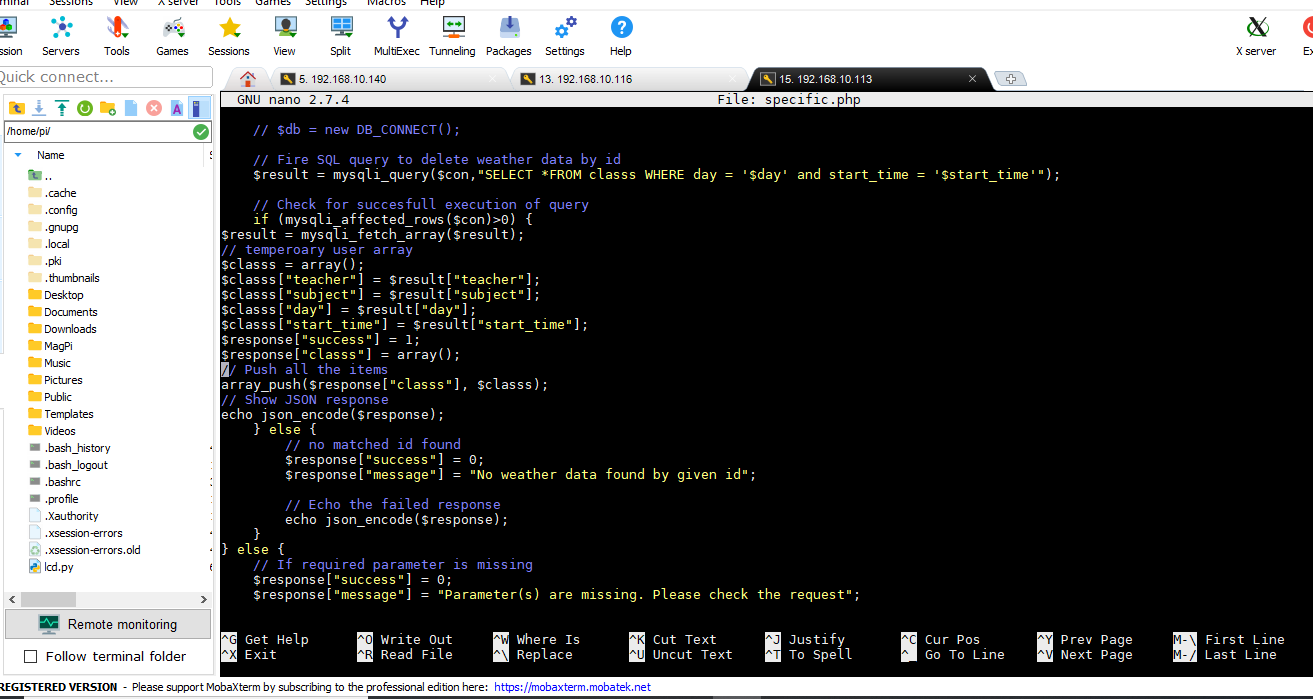 rminal Sessions View X server Tools Games Settings Macros Help
ssion Servers Tools Games Sessions View Split MultiExec Tunneling Packages Settings Help X server Ex
Quick connect...
5. 192.168.10.140
13. 192.168.10.116
15. 192.168.10.113
/home/pi/
Name
..
.cache
.config
.gnupg
.local
.pki
.thumbnails
Desktop
Documents
Downloads
MagPi
Music
Pictures
Public
Templates
Videos
.bash_history
.bash_logout
.bashrc
.profile
.Xauthority
.xsession-errors
.xsession-errors.old
lcd.py
Remote monitoring
Follow terminal folder
GNU nano 2.7.4 File: specific.php
// $db = new DB_CONNECT();
// Fire SQL query to delete weather data by id
$result = mysqli_query($con,"SELECT *FROM classs WHERE day = '$day' and start_time = '$start_time'");
// Check for succesfull execution of query
if (mysqli_affected_rows($con)>0) {
$result = mysqli_fetch_array($result);
// temperoary user array
$classs = array();
$classs["teacher"] = $result["teacher"];
$classs["subject"] = $result["subject"];
$classs["day"] = $result["day"];
$classs["start_time"] = $result["start_time"];
$response["success"] = 1;
$response["classs"] = array();
// Push all the items
array_push($response["classs"], $classs);
// Show JSON response
echo json_encode($response);
} else {
// no matched id found
$response["success"] = 0;
$response["message"] = "No weather data found by given id";
// Echo the failed response
echo json_encode($response);
}
} else {
// If required parameter is missing
$response["success"] = 0;
$response["message"] = "Parameter(s) are missing. Please check the request";
^G Get Help ^O Write Out ^W Where Is ^K Cut Text ^J Justify ^C Cur Pos ^Y Prev Page M-\ First Line
^X Exit ^R Read File ^\ Replace ^U Uncut Text ^T To Spell ^_ Go To Line ^V Next Page M-/ Last Line
REGISTERED VERSION - Please support MobaXterm by subscribing to the professional edition here: https://mobaxterm.mobatek.net